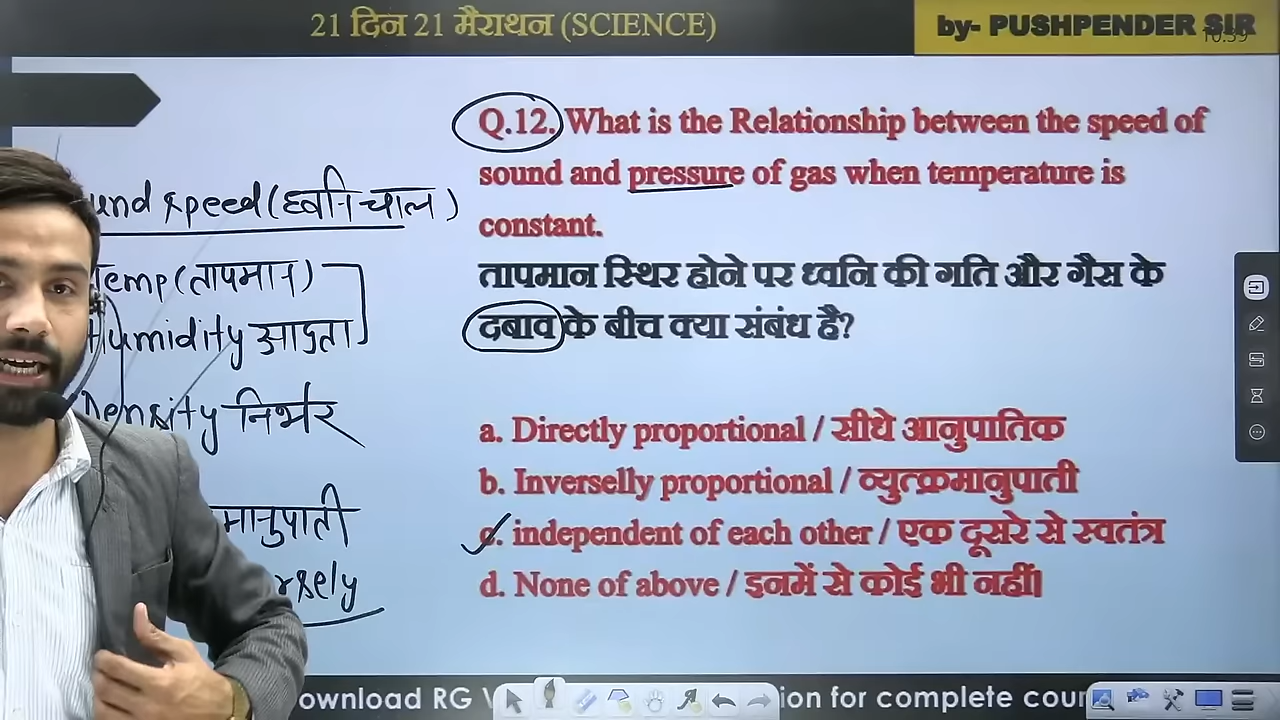 21 दिन 21 मैराथन (SCIENCE)
by- PUSHPENDER SIR
10:39
Q.12. What is the Relationship between the speed of
sound and pressure of gas when temperature is
constant.
तापमान स्थिर होने पर ध्वनि की गति और गैस के
दबाव के बीच क्या संबंध है?
a. Directly proportional / सीधे आनुपातिक
b. Inverselly proportional / व्युत्क्रमानुपाती
c. independent of each other / एक दूसरे से स्वतंत्र
d. None of above / इनमें से कोई भी नहीं।
und speed (ध्वनि चाल)
Temp (तापमान)
Humidity आद्रता
Density निर्भर
मानुपाती
rsely
ownload RG V
ion for complete cour